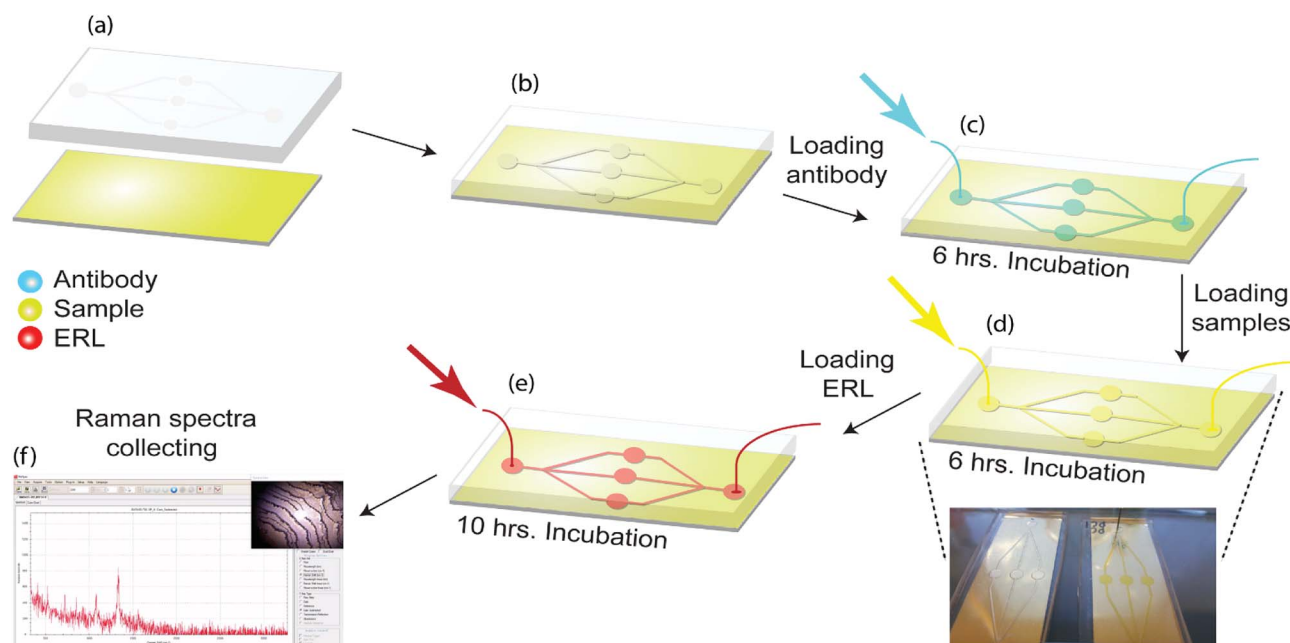 (a)
(b)
(c)
Loading
antibody
6 hrs. Incubation
Antibody
Sample
ERL
Loading
samples
(d)
Loading
ERL
(e)
6 hrs. Incubation
10 hrs. Incubation
Raman spectra
collecting
(f)